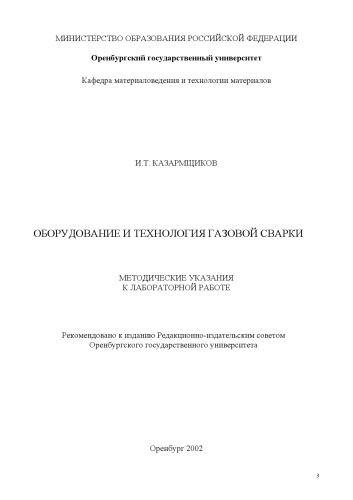 МИНИСТЕРСТВО ОБРАЗОВАНИЯ РОССИЙСКОЙ ФЕДЕРАЦИИ
Оренбургский государственный университет
Кафедра материаловедения и технологии материалов
И.Т. КАЗАРМЩИКОВ
ОБОРУДОВАНИЕ И ТЕХНОЛОГИЯ ГАЗОВОЙ СВАРКИ
МЕТОДИЧЕСКИЕ УКАЗАНИЯ
К ЛАБОРАТОРНОЙ РАБОТЕ
Рекомендовано к изданию Редакционно-издательским советом
Оренбургского государственного университета
Оренбург 2002
3